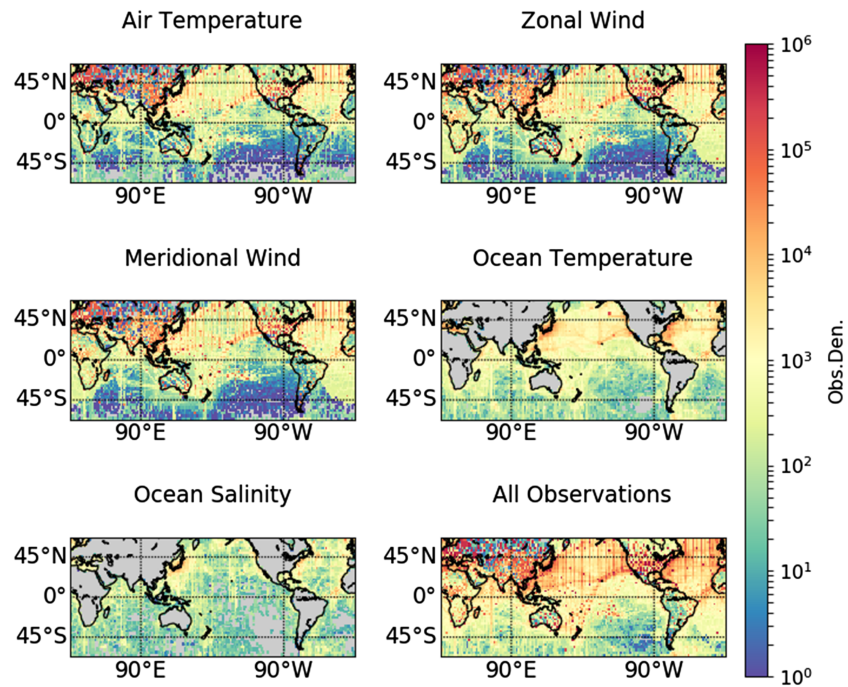 Air Temperature
Zonal Wind
45°N
0°
45°S
90°E
90°W
45°N
0°
45°S
90°E
90°W
Meridional Wind
Ocean Temperature
45°N
0°
45°S
90°E
90°W
45°N
0°
45°S
90°E
90°W
Ocean Salinity
All Observations
45°N
0°
45°S
90°E
90°W
45°N
0°
45°S
90°E
90°W
10⁶
10⁵
10⁴
10³
10²
10¹
10⁰
Obs.Den.